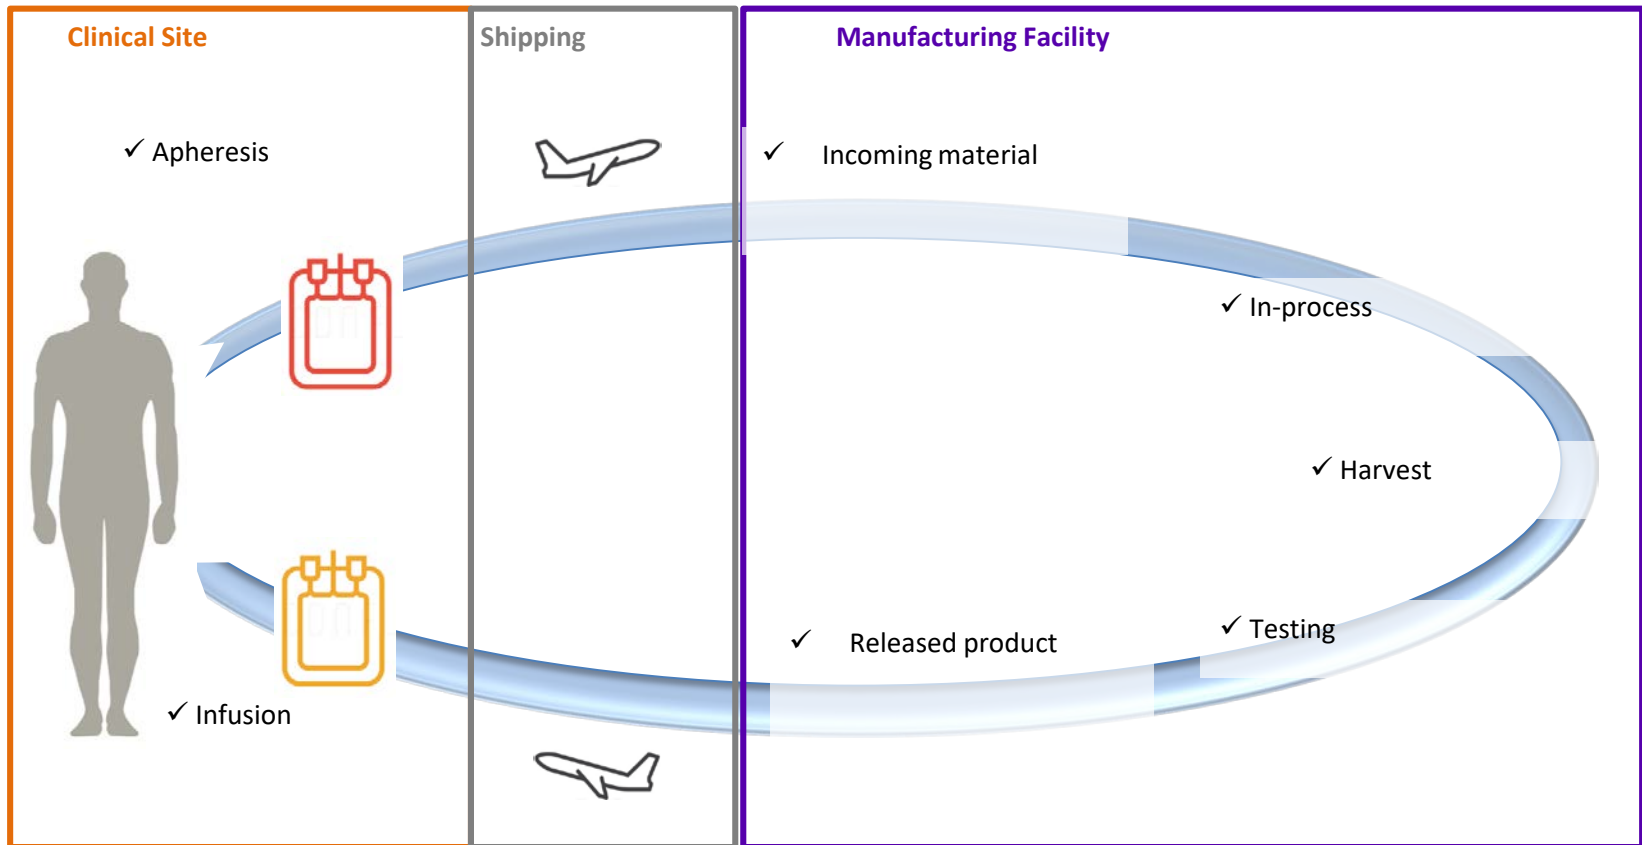 Clinical Site
Shipping
Manufacturing Facility
✓ Apheresis
✓ Incoming material
✓ In-process
✓ Harvest
✓ Testing
✓ Released product
✓ Infusion